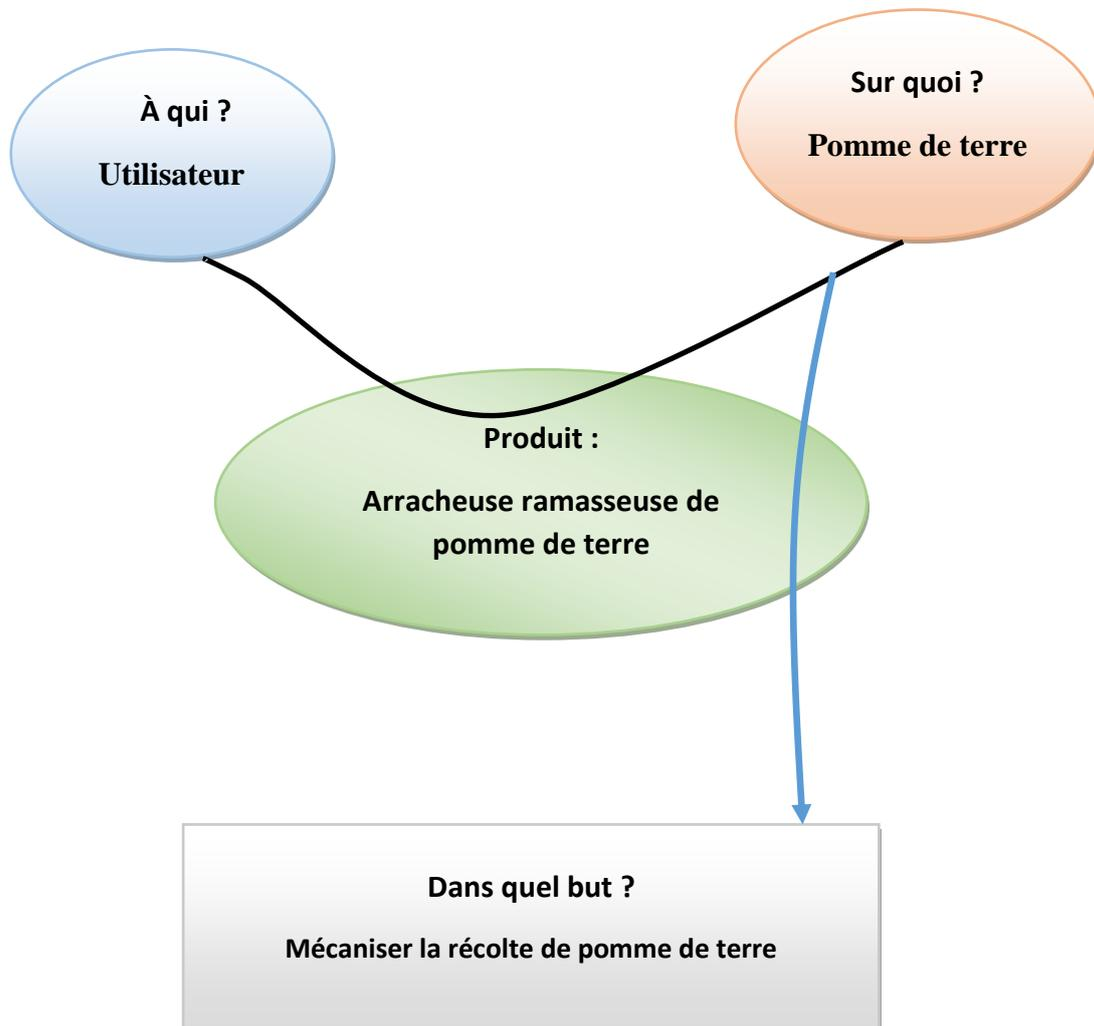 À qui ?
Utilisateur
Sur quoi ?
Pomme de terre
Produit :
Arracheuse ramasseuse de
pomme de terre
Dans quel but ?
Mécaniser la récolte de pomme de terre